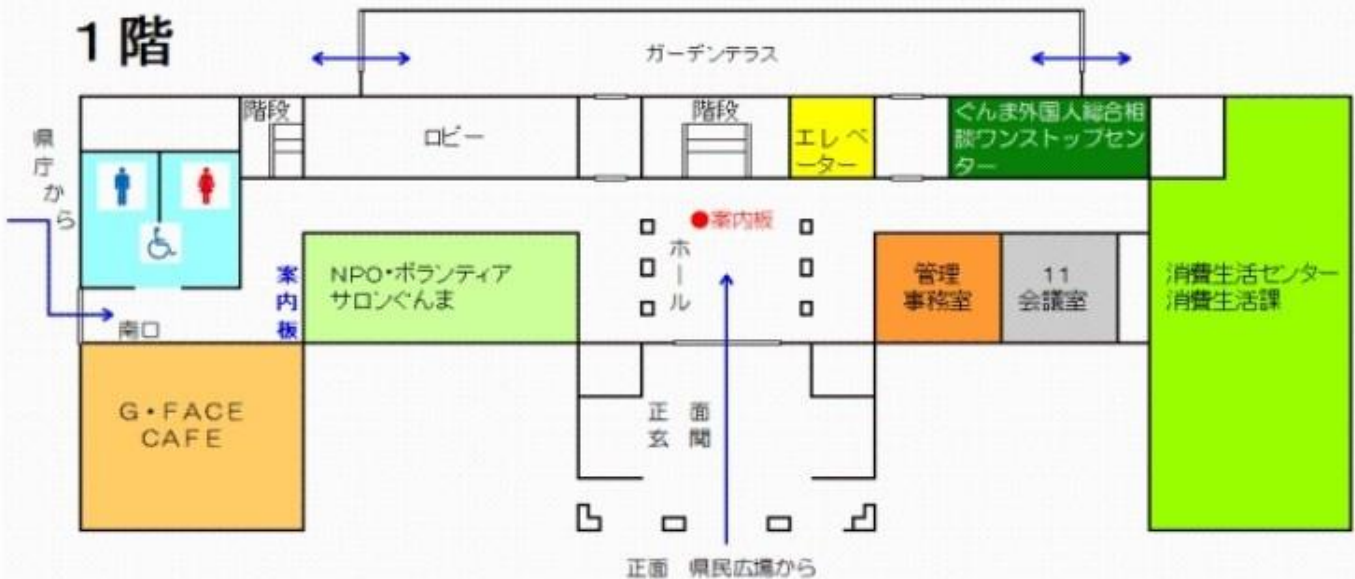 1階
ガーデンテラス
階段
ロビー
階段
エレベ
ーター
ぐんま外国人総合相
談ワンストップセン
ター
県庁から
●案内板
ホール
案内板
NPO・ボランティア
サロンぐんま
管理
事務室
11
会議室
消費生活センター
消費生活課
南口
G・FACE
CAFE
正面
玄関
正面 県民広場から